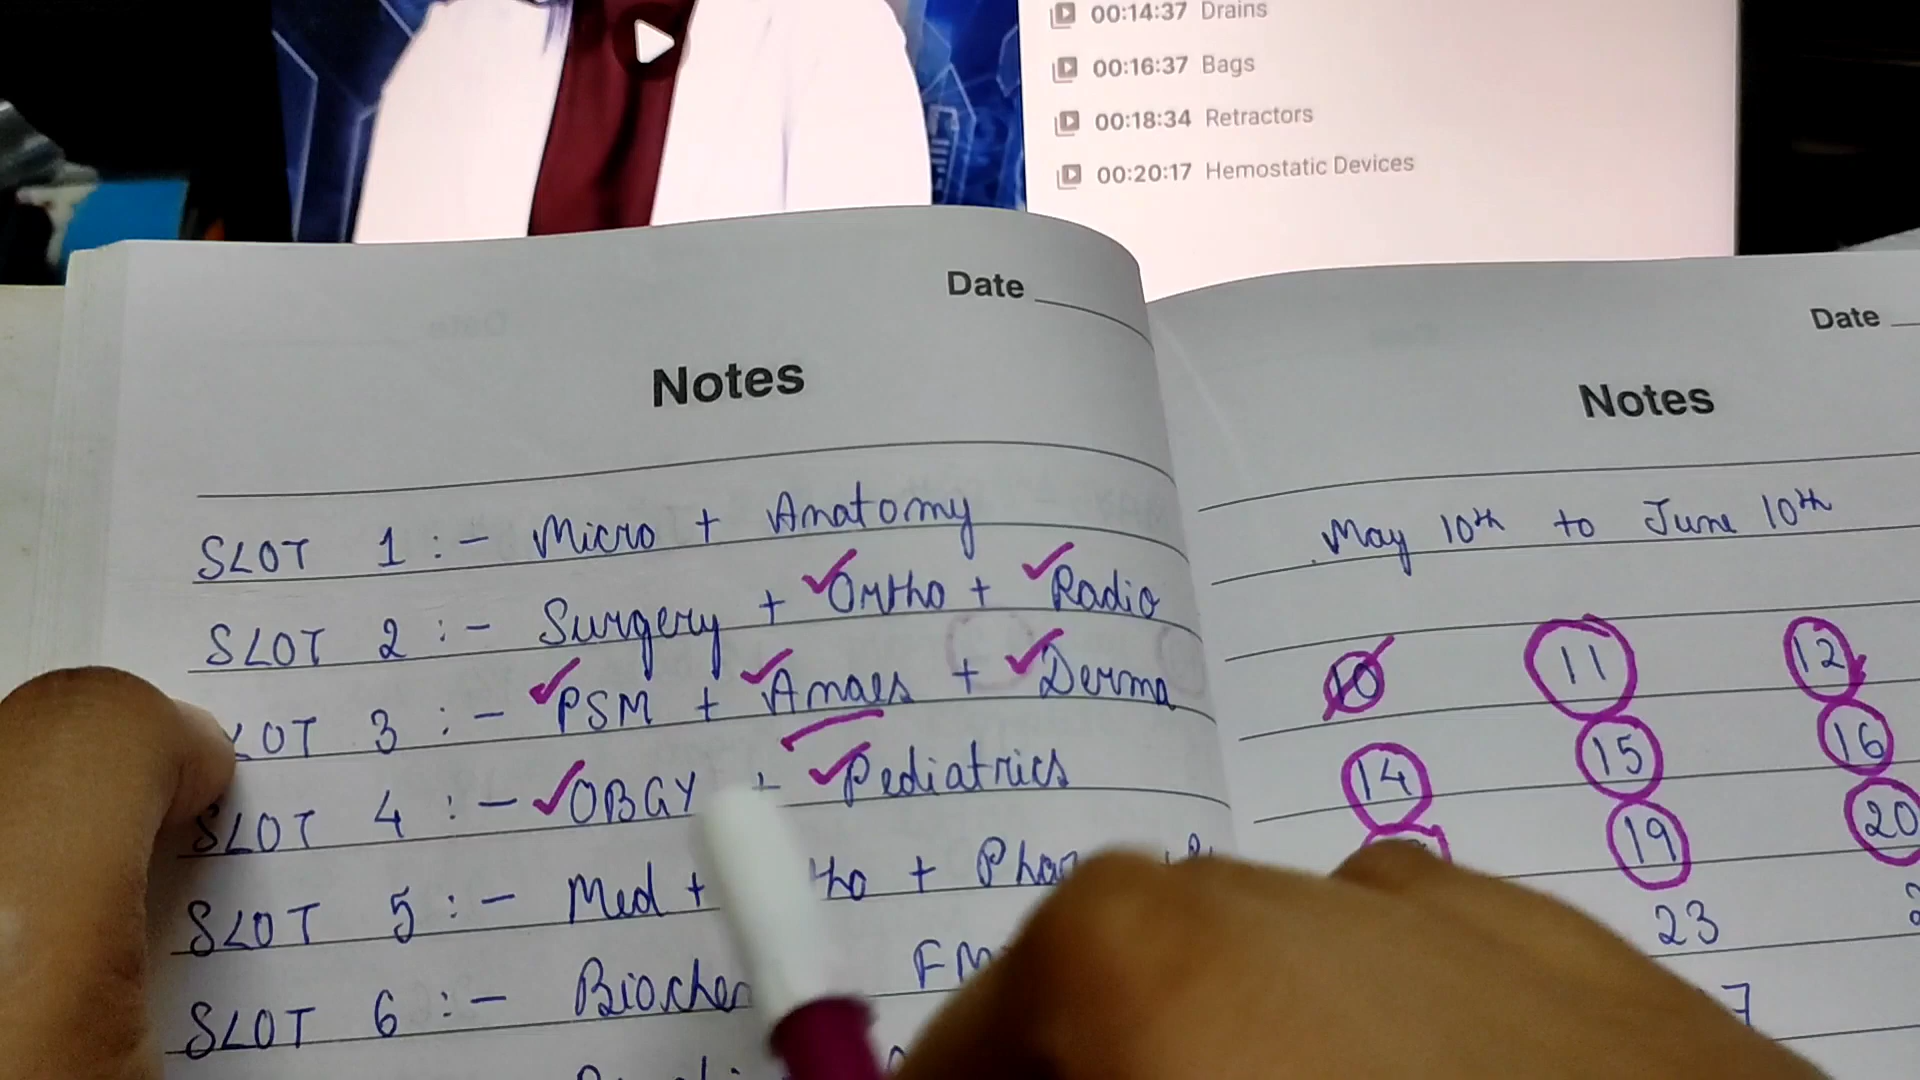 00:14:37 Drains
00:16:37 Bags
00:18:34 Retractors
00:20:17 Hemostatic Devices
Date
Notes
SLOT 1 :- Micro + Anatomy
SLOT 2 :- Surgery + Ortho + Radio
SLOT 3 :- PSM + Anaes + Derma
SLOT 4 :- OBGY + Pediatrics
SLOT 5 :- Med +
SLOT 6 :-
Date
Notes
May 10th to June 10th
10 11 12
14 15 16
19 20
23